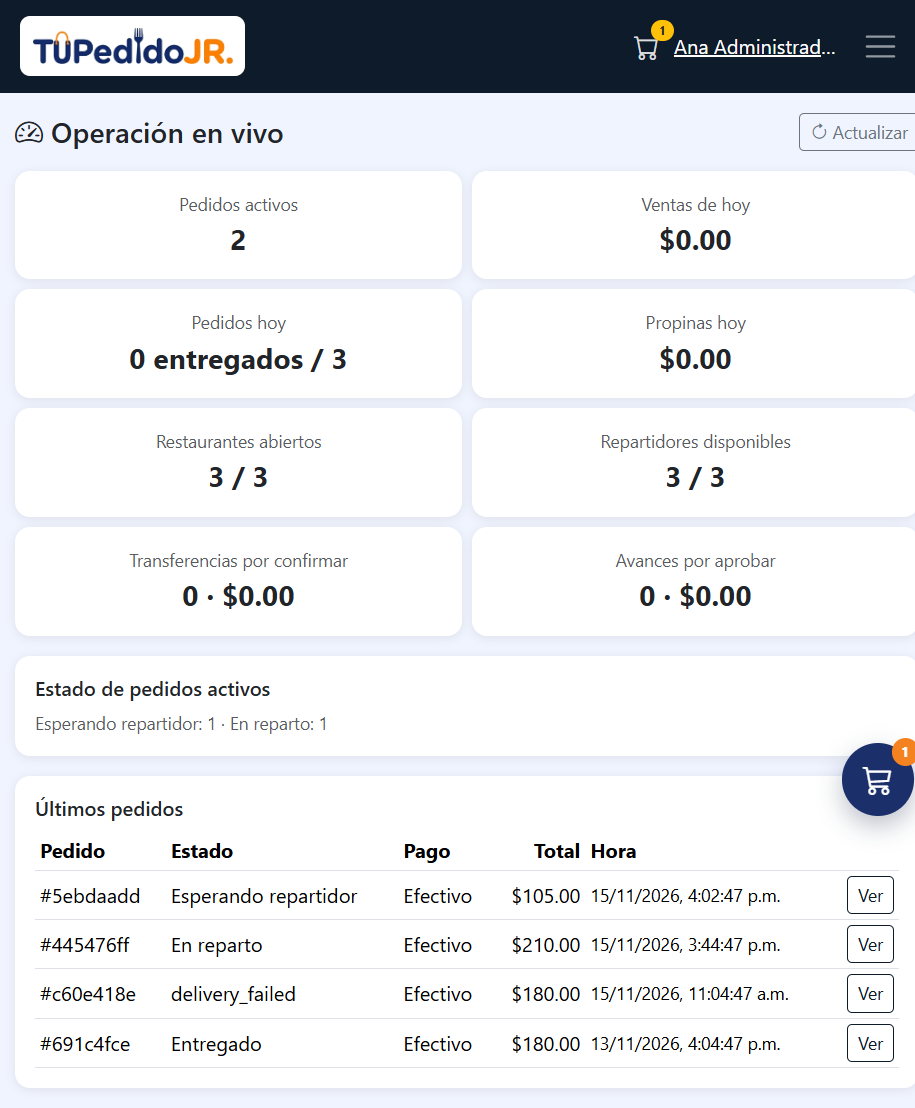 TUPedidoJR.
1
Ana Administrad...
Operación en vivo
Actualizar
Pedidos activos
2
Ventas de hoy
$0.00
Pedidos hoy
0 entregados / 3
Propinas hoy
$0.00
Restaurantes abiertos
3 / 3
Repartidores disponibles
3 / 3
Transferencias por confirmar
0 · $0.00
Avances por aprobar
0 · $0.00
Estado de pedidos activos
Esperando repartidor: 1 · En reparto: 1
1
Últimos pedidos
Pedido Estado Pago Total Hora
#5ebdaadd Esperando repartidor Efectivo $105.00 15/11/2026, 4:02:47 p.m. Ver
#445476ff En reparto Efectivo $210.00 15/11/2026, 3:44:47 p.m. Ver
#c60e418e delivery_failed Efectivo $180.00 15/11/2026, 11:04:47 a.m. Ver
#691c4fce Entregado Efectivo $180.00 13/11/2026, 4:04:47 p.m. Ver